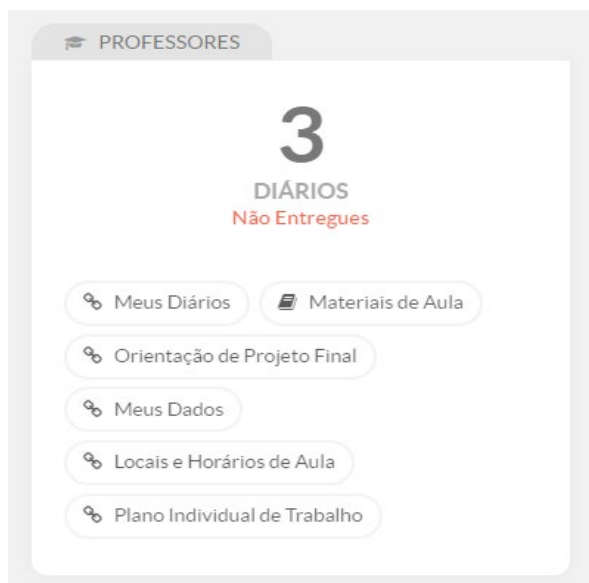 PROFESSORES
3
DIÁRIOS
Não Entregues
Meus Diários Materiais de Aula
Orientação de Projeto Final
Meus Dados
Locais e Horários de Aula
Plano Individual de Trabalho